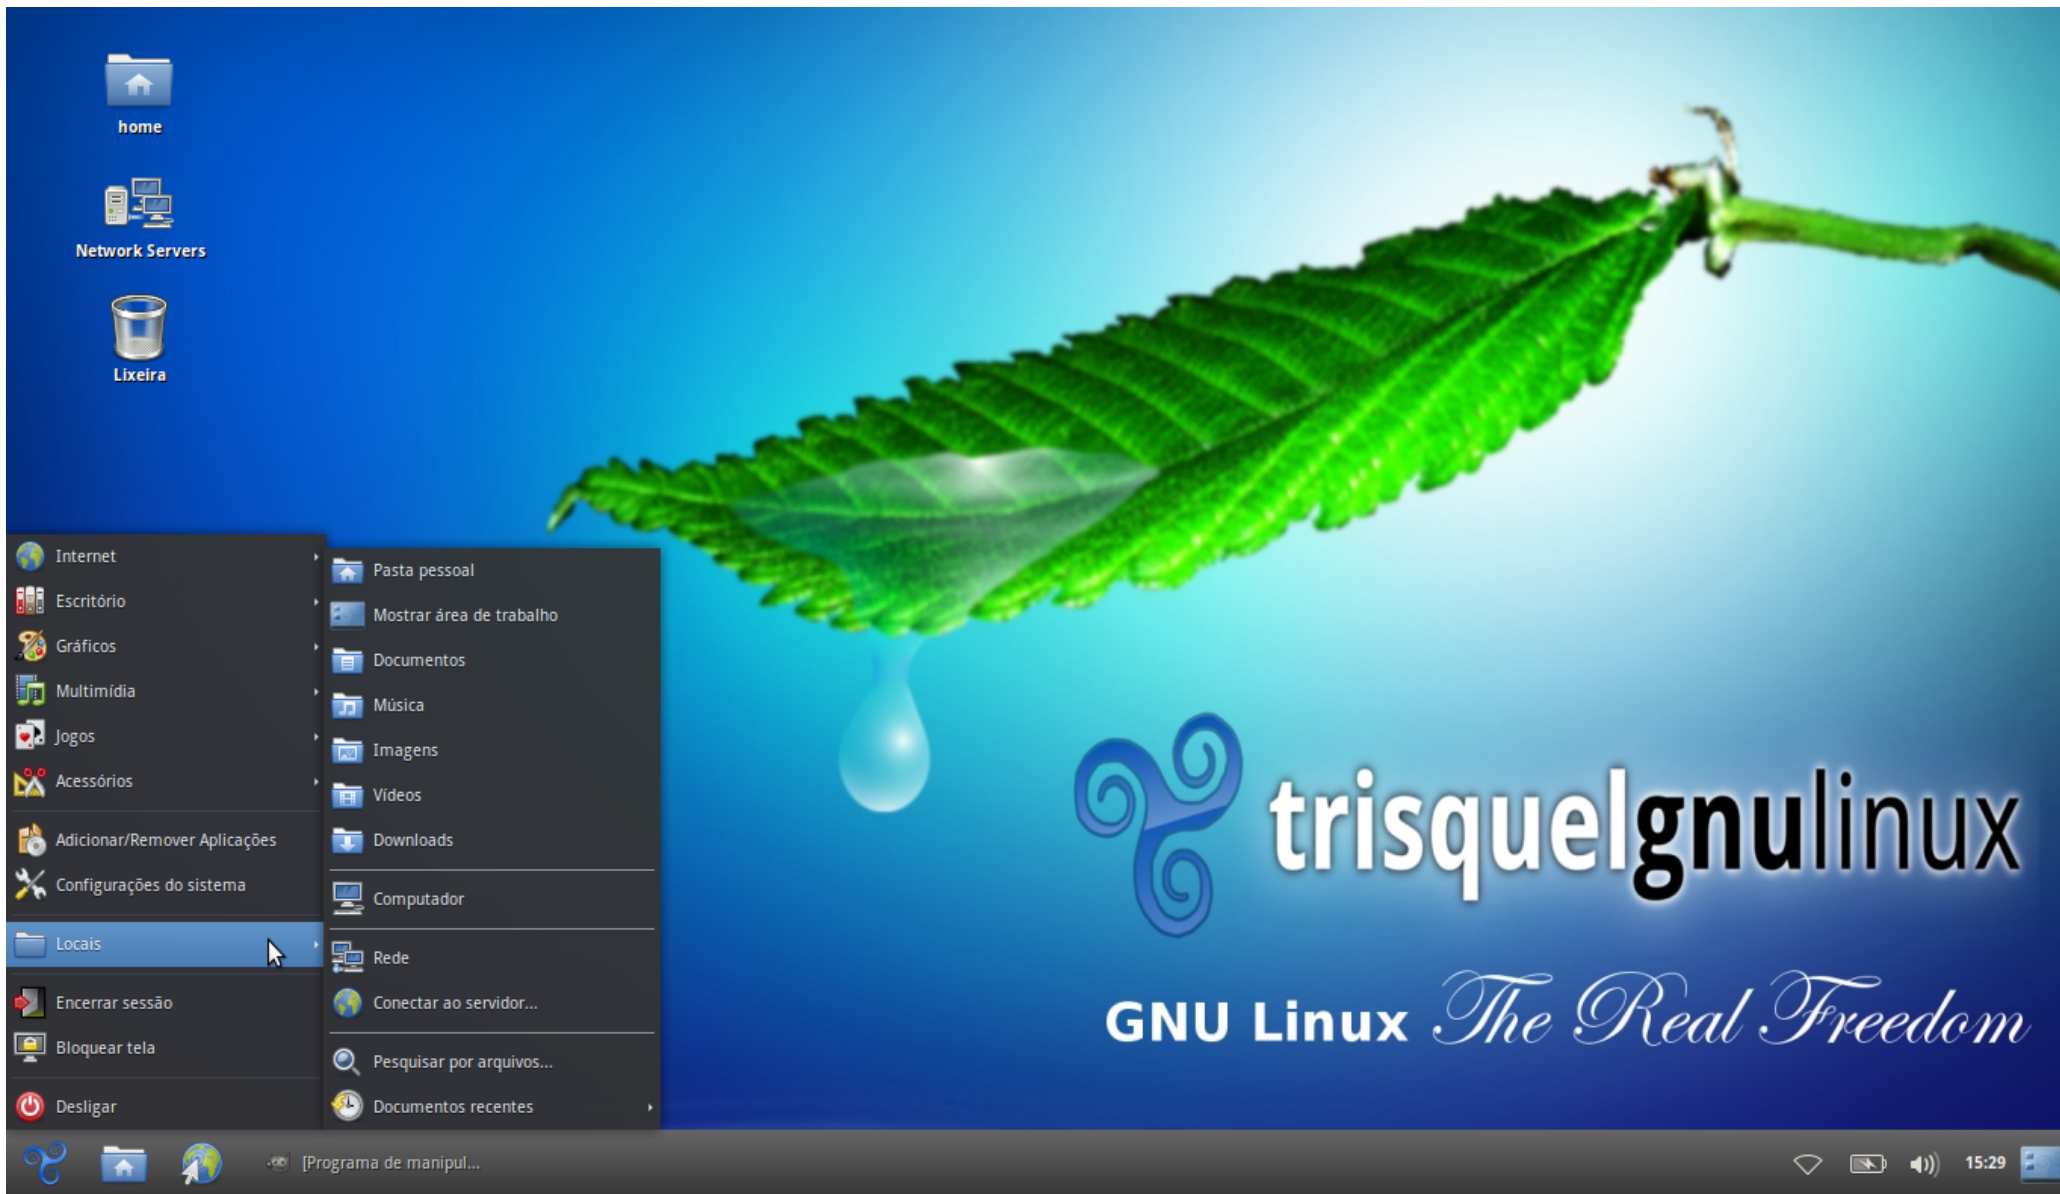 home
Network Servers
Lixeira
Internet
Escritório
Gráficos
Multimídia
Jogos
Acessórios
Adicionar/Remover Aplicações
Configurações do sistema
Locais
Encerrar sessão
Bloquear tela
Desligar
Pasta pessoal
Mostrar área de trabalho
Documentos
Música
Imagens
Vídeos
Downloads
Computador
Rede
Conectar ao servidor...
Pesquisar por arquivos...
Documentos recentes
trisquelgnulinux
GNU Linux The Real Freedom
[Programa de manipul...
15:29